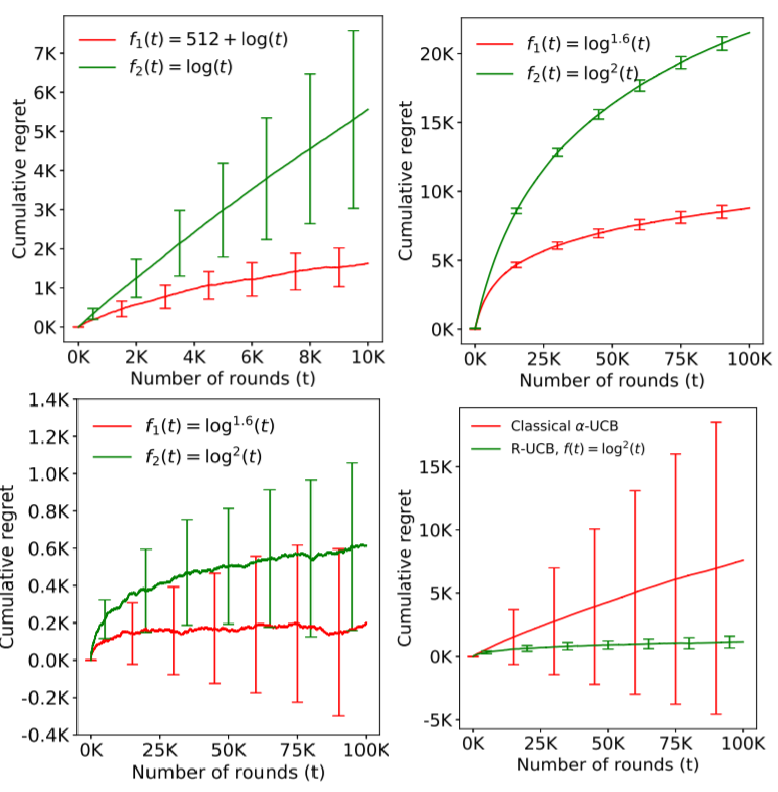 f₁(t) = 512 + log(t)
f₂(t) = log(t)
Cumulative regret
7K
6K
5K
4K
3K
2K
1K
0K
0K 2K 4K 6K 8K 10K
Number of rounds (t)
f₁(t) = log¹·⁶(t)
f₂(t) = log²(t)
Cumulative regret
20K
15K
10K
5K
0K
0K 25K 50K 75K 100K
Number of rounds (t)
f₁(t) = log¹·⁶(t)
f₂(t) = log²(t)
Cumulative regret
1.4K
1.2K
1.0K
0.8K
0.6K
0.4K
0.2K
0.0K
-0.2K
-0.4K
0K 25K 50K 75K 100K
Number of rounds (t)
Classical α-UCB
R-UCB, f(t) = log²(t)
Cumulative regret
15K
10K
5K
0K
-5K
0K 25K 50K 75K 100K
Number of rounds (t)